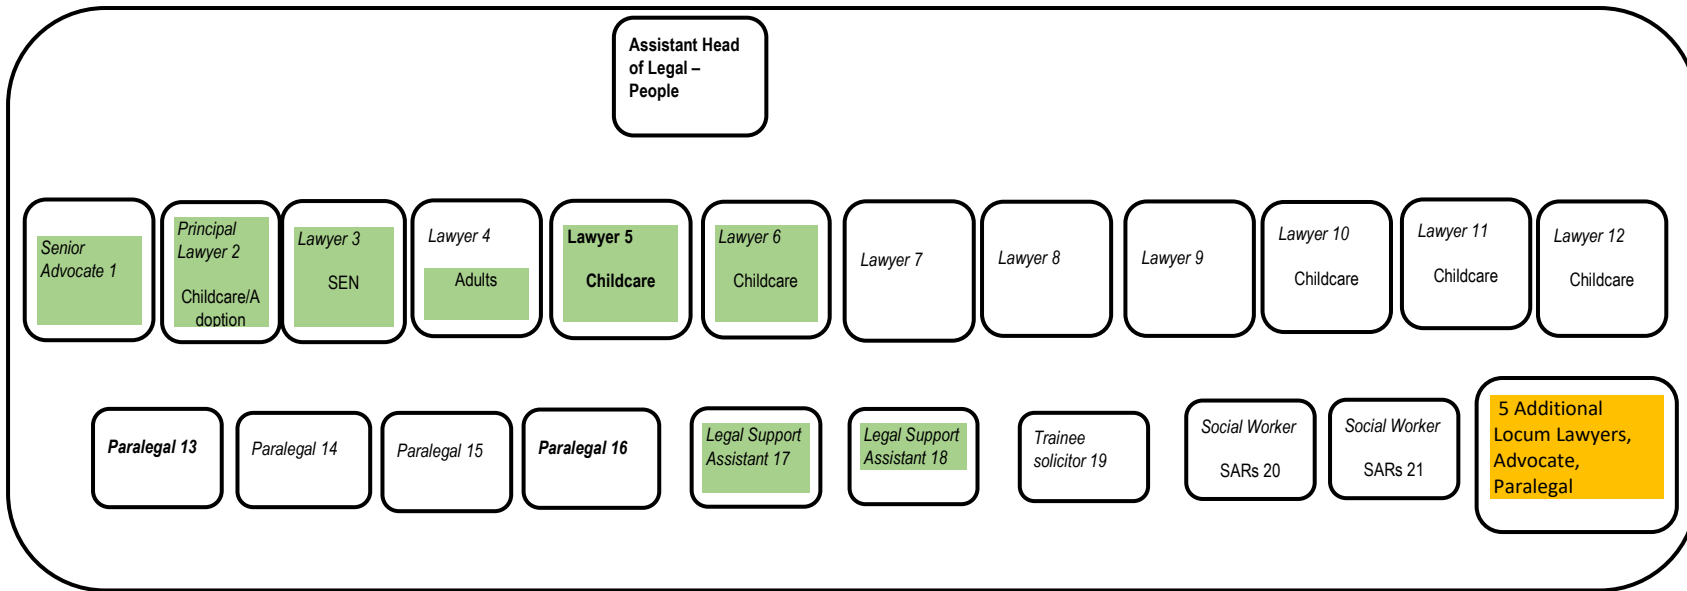 Assistant Head
of Legal –
People
Senior
Advocate 1
Principal
Lawyer 2
Childcare/A
doption
Lawyer 3
SEN
Lawyer 4
Adults
Lawyer 5
Childcare
Lawyer 6
Childcare
Lawyer 7
Lawyer 8
Lawyer 9
Lawyer 10
Childcare
Lawyer 11
Childcare
Lawyer 12
Childcare
Paralegal 13
Paralegal 14
Paralegal 15
Paralegal 16
Legal Support
Assistant 17
Legal Support
Assistant 18
Trainee
solicitor 19
Social Worker
SARs 20
Social Worker
SARs 21
5 Additional
Locum Lawyers,
Advocate,
Paralegal